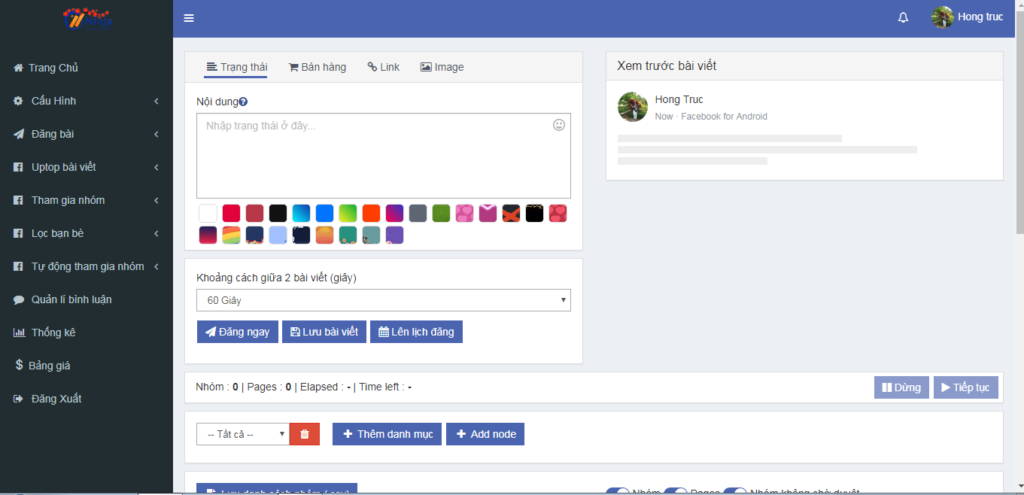 Hong truc
Trang Chủ
Cấu Hình
Đăng bài
Uptop bài viết
Tham gia nhóm
Lọc bạn bè
Tự động tham gia nhóm
Quản lí bình luận
Thống kê
$ Bảng giá
Đăng Xuất
Trạng thái Bán hàng Link Image
Nội dung
Nhập trạng thái ở đây...
Khoảng cách giữa 2 bài viết (giây)
60 Giây
Đăng ngay Lưu bài viết Lên lịch đăng
Xem trước bài viết
Hong Truc
Now · Facebook for Android
Nhóm : 0 | Pages : 0 | Elapsed : - | Time left : -
Dừng Tiếp tục
-- Tất cả --
Thêm danh mục Add node
Lưu danh sách nhóm
Nhóm Pages Nhóm không chờ duyệt